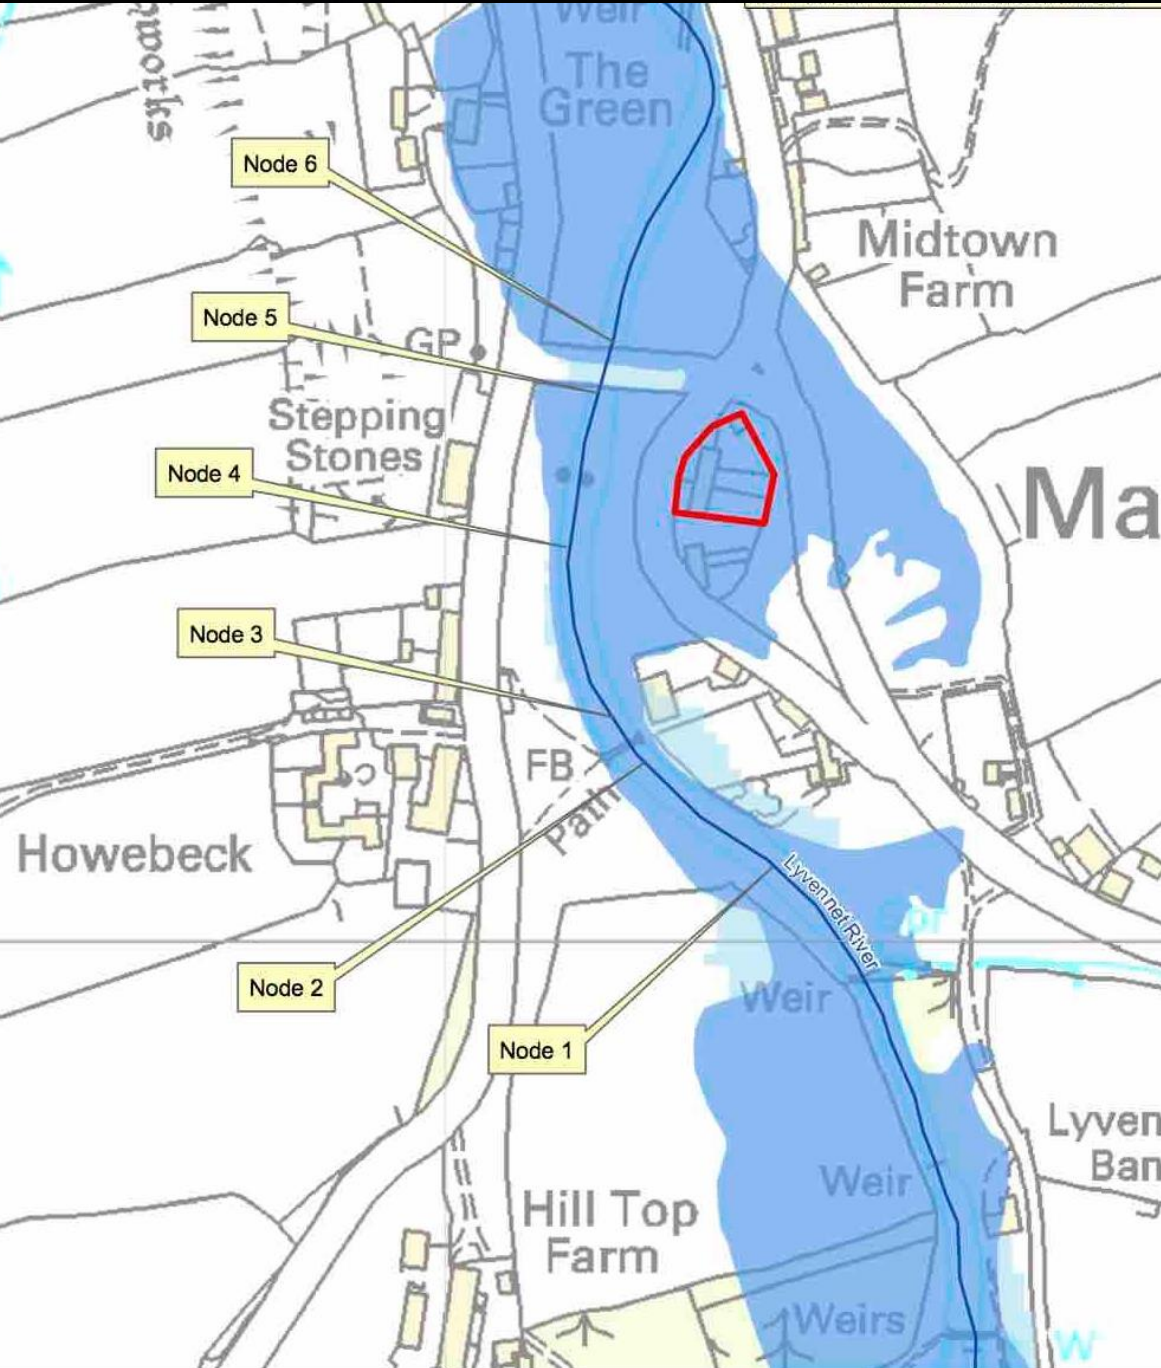 Weir
The
Green
Node 6
Midtown
Farm
Node 5
GP
Stepping
Stones
Node 4
Ma
Node 3
FB
Path
Howebeck
Lyvennet River
Spr
Node 2
Weir
Node 1
Lyven
Ban
Weir
Hill Top
Farm
Weirs
W